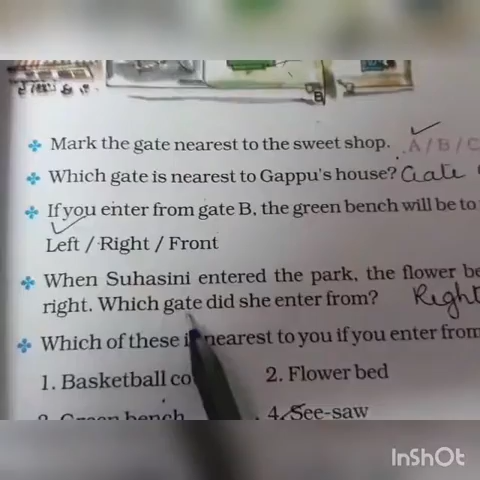 B
Mark the gate nearest to the sweet shop. A / B / C
Which gate is nearest to Gappu's house? Gate
If you enter from gate B, the green bench will be to
Left / Right / Front
When Suhasini entered the park, the flower be
right. Which gate did she enter from? Right
Which of these i nearest to you if you enter from
1. Basketball co 2. Flower bed
Green bench 4. See-saw
InShOt